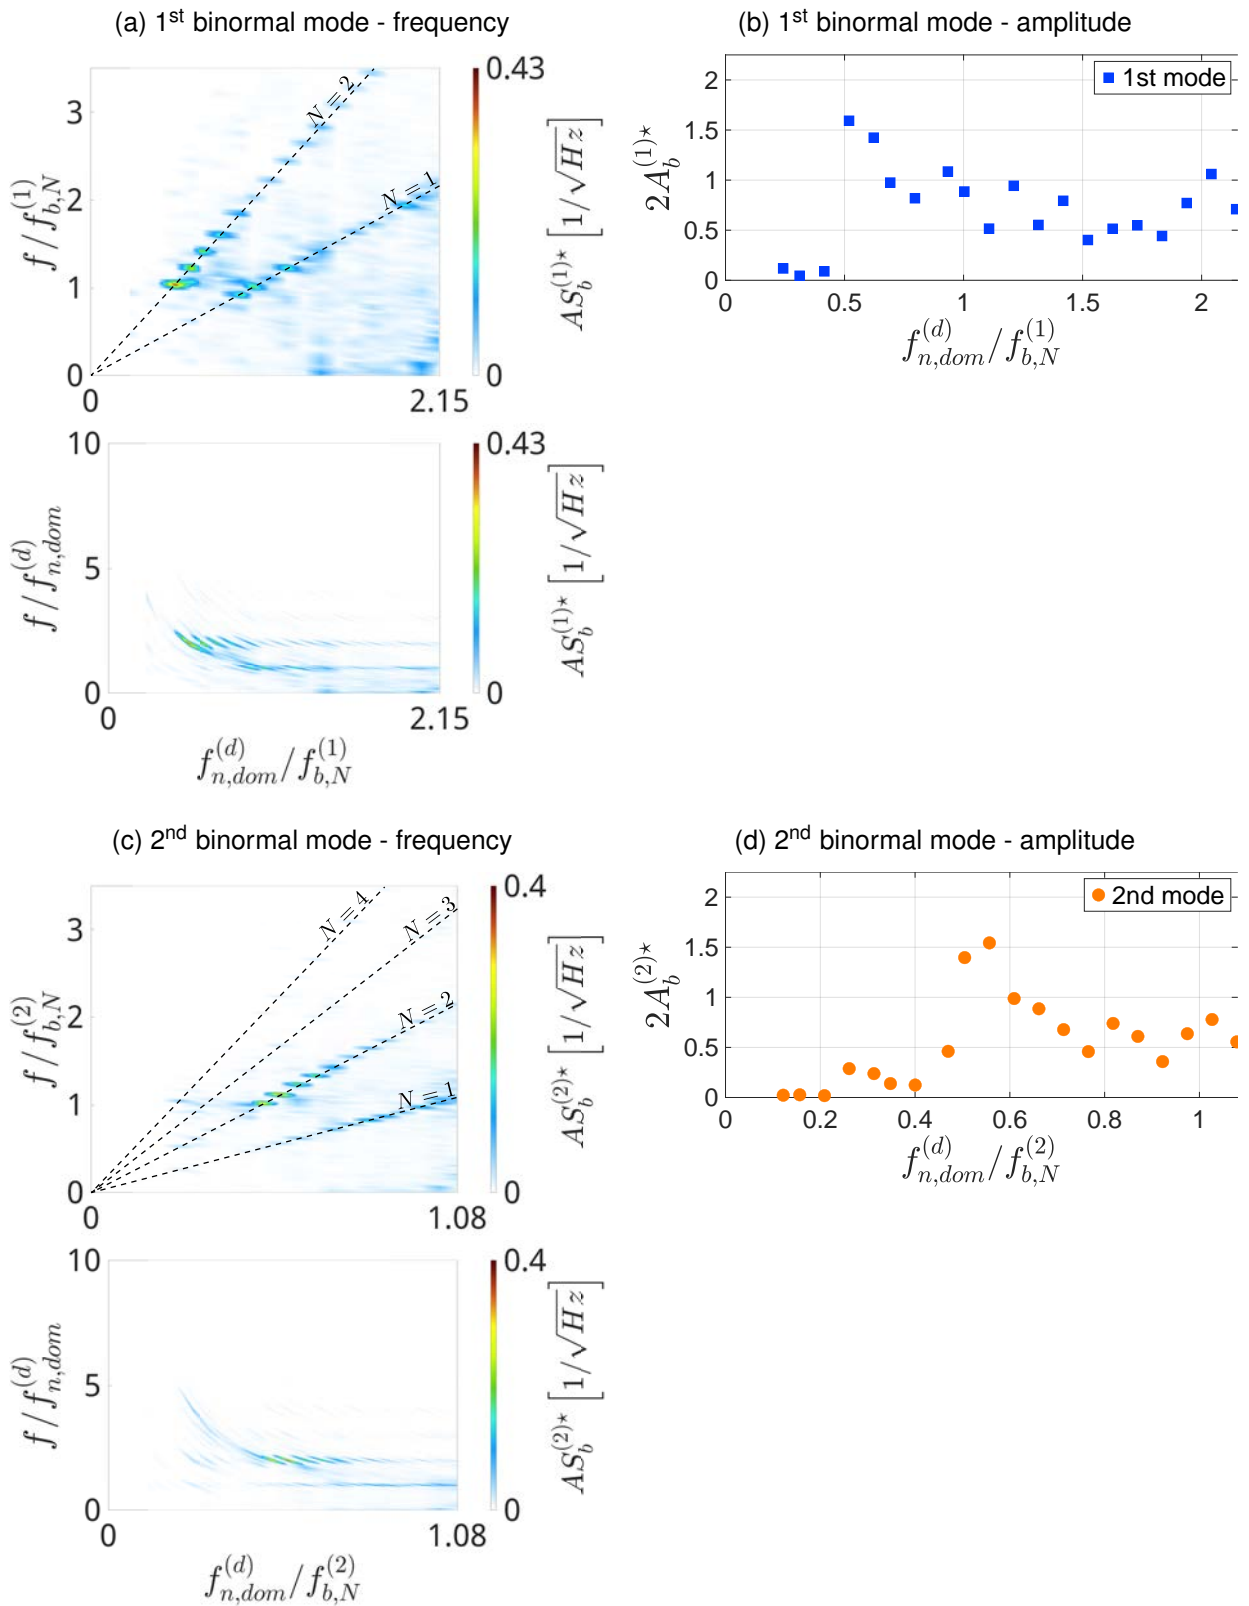 (a) 1st binormal mode - frequency
f / f_{b,N}^{(1)}
3
2
1
0
0
2.15
N = 2
N = 1
0.43
0
AS_b^{(1)⋆} [1/√Hz]
10
5
0
0
2.15
f / f_{n,dom}^{(d)}
0.43
0
AS_b^{(1)⋆} [1/√Hz]
f_{n,dom}^{(d)} / f_{b,N}^{(1)}
(b) 1st binormal mode - amplitude
2A_b^{(1)⋆}
2
1.5
1
0.5
0
0
0.5
1
1.5
2
1st mode
f_{n,dom}^{(d)} / f_{b,N}^{(1)}
(c) 2nd binormal mode - frequency
f / f_{b,N}^{(2)}
3
2
1
0
0
1.08
N = 4
N = 3
N = 2
N = 1
0.4
0
AS_b^{(2)⋆} [1/√Hz]
10
5
0
0
1.08
f / f_{n,dom}^{(d)}
0.4
0
AS_b^{(2)⋆} [1/√Hz]
f_{n,dom}^{(d)} / f_{b,N}^{(2)}
(d) 2nd binormal mode - amplitude
2A_b^{(2)⋆}
2
1.5
1
0.5
0
0
0.2
0.4
0.6
0.8
1
2nd mode
f_{n,dom}^{(d)} / f_{b,N}^{(2)}